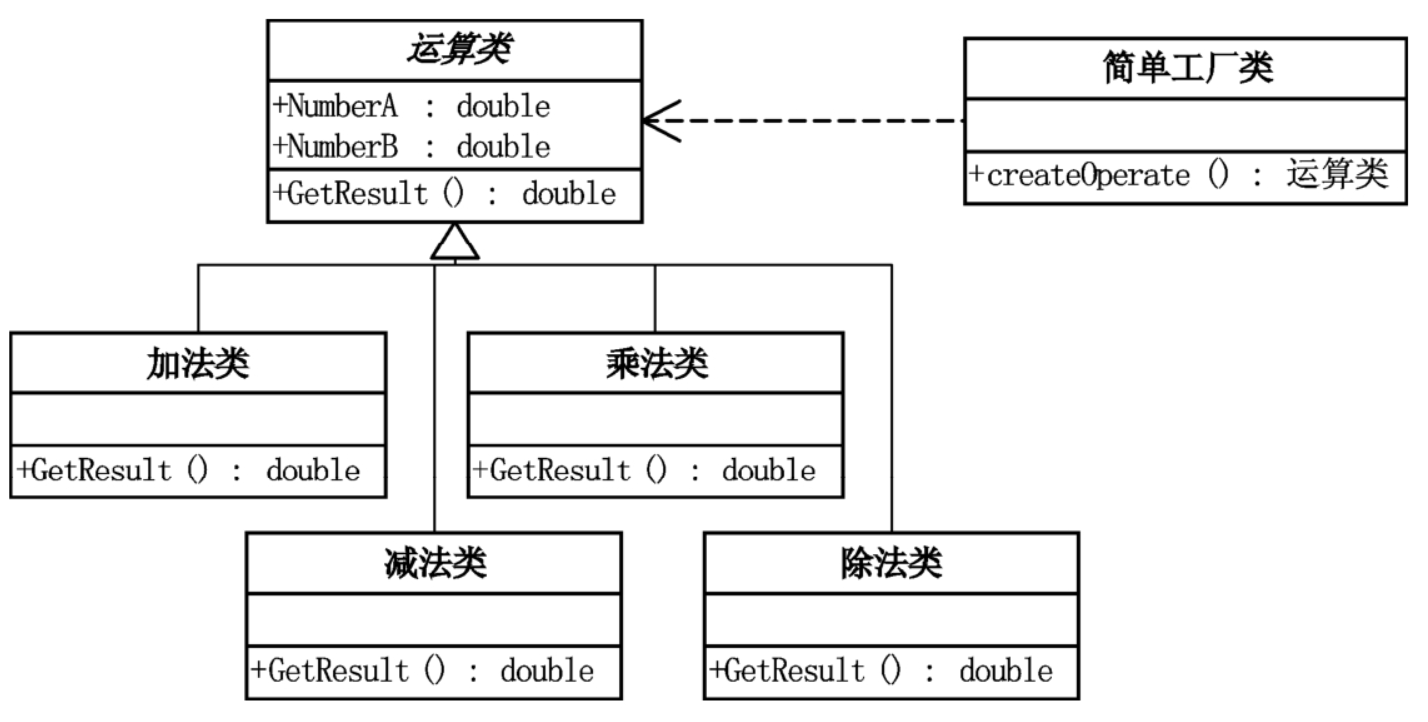 运算类
+NumberA : double
+NumberB : double
+GetResult () : double
简单工厂类
+createOperate () : 运算类
加法类
+GetResult () : double
乘法类
+GetResult () : double
减法类
+GetResult () : double
除法类
+GetResult () : double